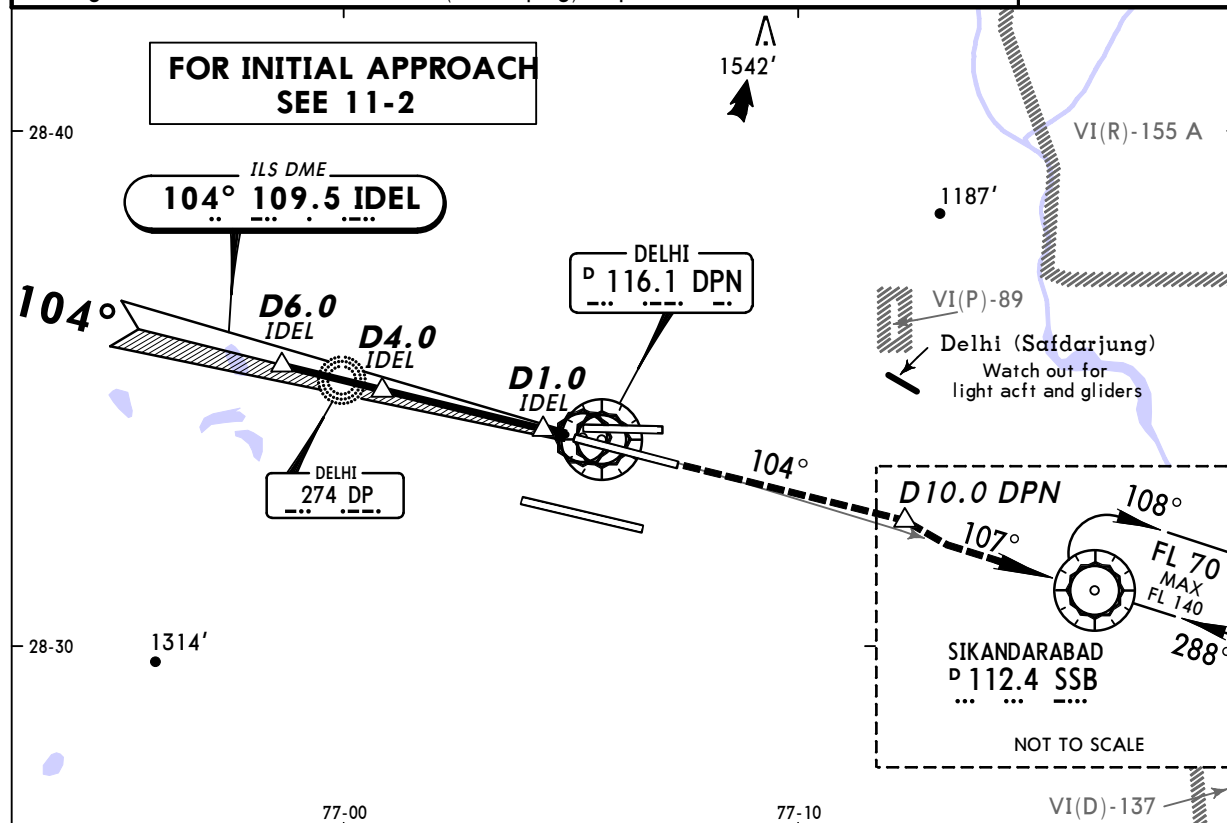 FOR INITIAL APPROACH
SEE 11-2
1542'
28-40
VI(R)-155 A
ILS DME
104° 109.5 IDEL
1187'
DELHI
D 116.1 DPN
104°
D6.0
IDEL
D4.0
IDEL
VI(P)-89
Delhi (Safdarjung)
Watch out for
light acft and gliders
D1.0
IDEL
DELHI
274 DP
104°
D10.0 DPN
108°
107°
FL 70
MAX
FL 140
288°
1314'
28-30
SIKANDARABAD
D 112.4 SSB
NOT TO SCALE
77-00
77-10
VI(D)-137